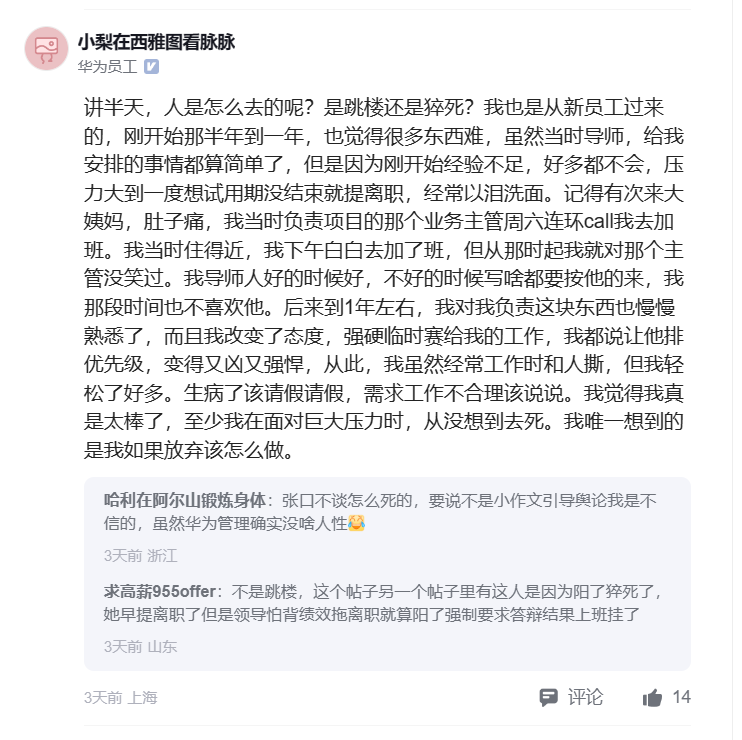 小梨在西雅图看脉脉
华为员工
讲半天，人是怎么去的呢？是跳楼还是猝死？我也是从新员工过来
的，刚开始那半年到一年，也觉得很多东西难，虽然当时导师，给我
安排的事情都算简单了，但是因为刚开始经验不足，好多都不会，压
力大到一度想试用期没结束就提离职，经常以泪洗面。记得有次来大
姨妈，肚子痛，我当时负责项目的那个业务主管周六连环call我去加
班。我当时住得近，我下午白白去加了班，但从那时起我就对那个主
管没笑过。我导师人好的时候好，不好的时候写啥都要按他的来，我
那段时间也不喜欢他。后来到1年左右，我对我负责这块东西也慢慢
熟悉了，而且我改变了态度，强硬临时赛给我的工作，我都说让他排
优先级，变得又凶又强悍，从此，我虽然经常工作时和人撕，但我轻
松了好多。生病了该请假请假，需求工作不合理该说说。我觉得我真
是太棒了，至少我在面对巨大压力时，从没想到去死。我唯一想到的
是我如果放弃该怎么做。
哈利在阿尔山锻炼身体：张口不谈怎么死的，要说不是小作文引导舆论我是不
信的，虽然华为管理确实没啥人性😂
3天前 浙江
求高薪955offer：不是跳楼，这个帖子另一个帖子里有这人是因为阳了猝死了，
她早提离职了但是领导怕背绩效拖离职就算阳了强制要求答辩结果上班挂了
3天前 山东
3天前 上海
评论
14